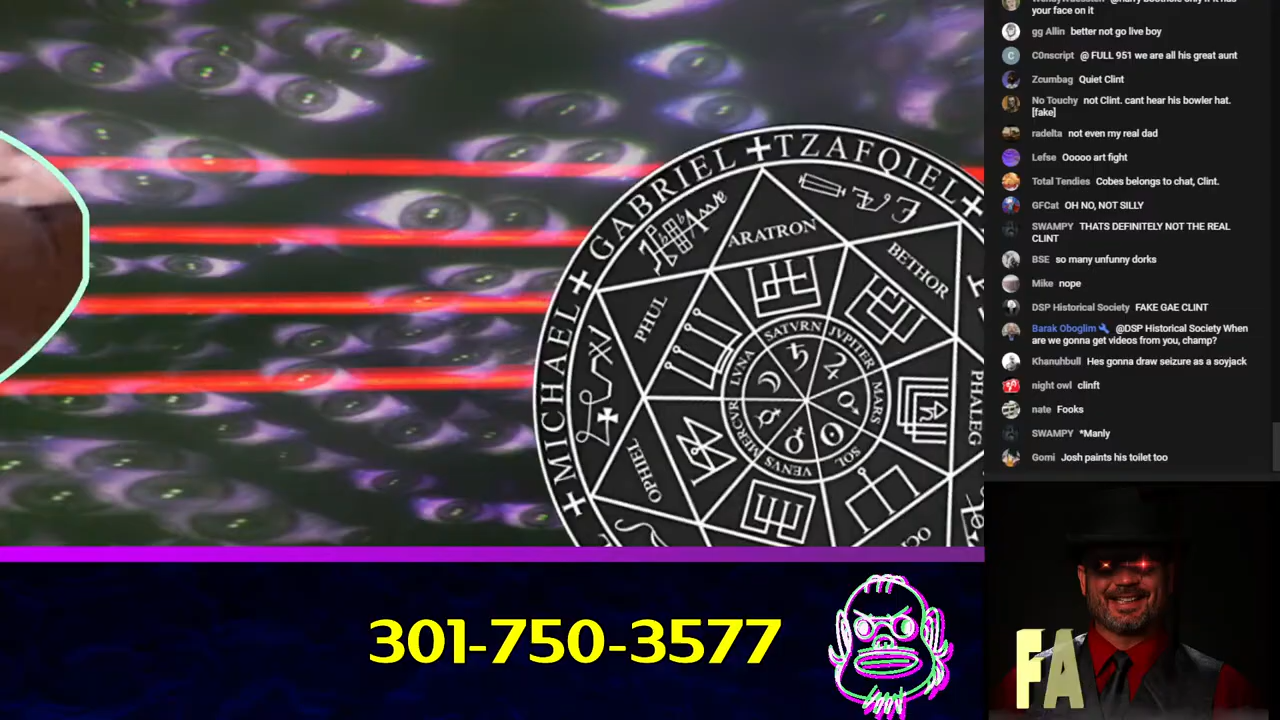 your face on it
gg Allin better not go live boy
C0nscript @ FULL 951 we are all his great aunt
Zcumbag Quiet Clint
No Touchy not Clint. cant hear his bowler hat.
[fake]
radelta not even my real dad
Lefse Ooooo art fight
Total Tendies Cobes belongs to chat, Clint.
GFCat OH NO, NOT SILLY
SWAMPY THATS DEFINITELY NOT THE REAL
CLINT
BSE so many unfunny dorks
Mike nope
DSP Historical Society FAKE GAE CLINT
Barak Oboglim @DSP Historical Society When
are we gonna get videos from you, champ?
Khanuhbull Hes gonna draw seizure as a soyjack
night owl clinft
nate Fooks
SWAMPY *Manly
Gomi Josh paints his toilet too
MICHAEL
GABRIEL
TZAFQIEL
ARATRON
BETHOR
PHALEG
PHUL
OPHIEL
SATVRN
JVPITER
MARS
SOL
VENVS
MERCVR
LVNA
301-750-3577
FA